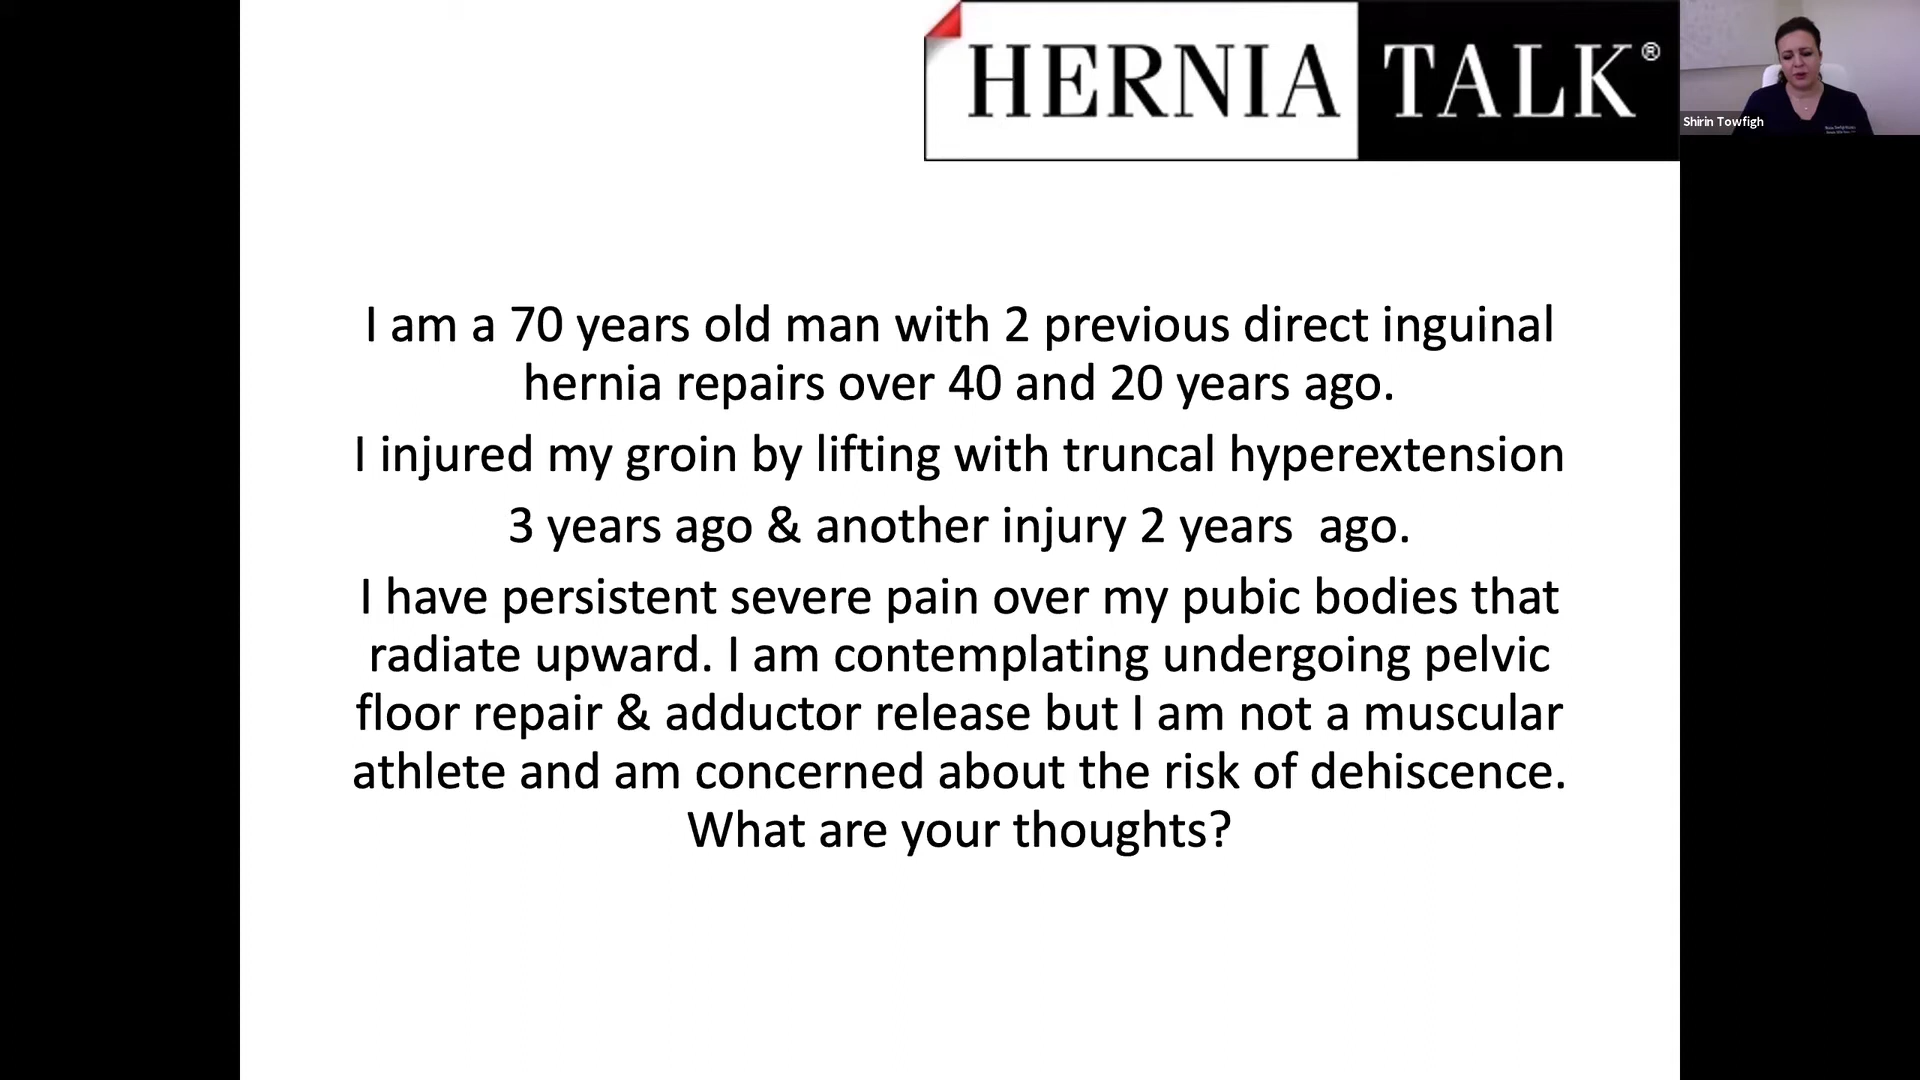 HERNIA TALK®
Shirin Towfigh
I am a 70 years old man with 2 previous direct inguinal
hernia repairs over 40 and 20 years ago.
I injured my groin by lifting with truncal hyperextension
3 years ago & another injury 2 years  ago.
I have persistent severe pain over my pubic bodies that
radiate upward. I am contemplating undergoing pelvic
floor repair & adductor release but I am not a muscular
athlete and am concerned about the risk of dehiscence.
What are your thoughts?